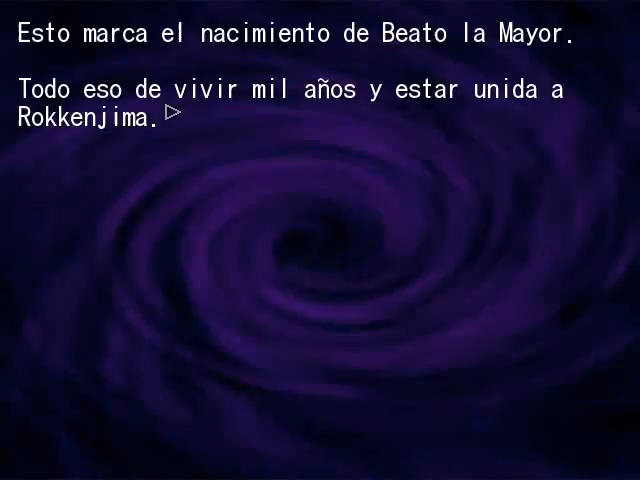 Esto marca el nacimiento de Beato la Mayor.
Todo eso de vivir mil años y estar unida a
Rokkenjima.